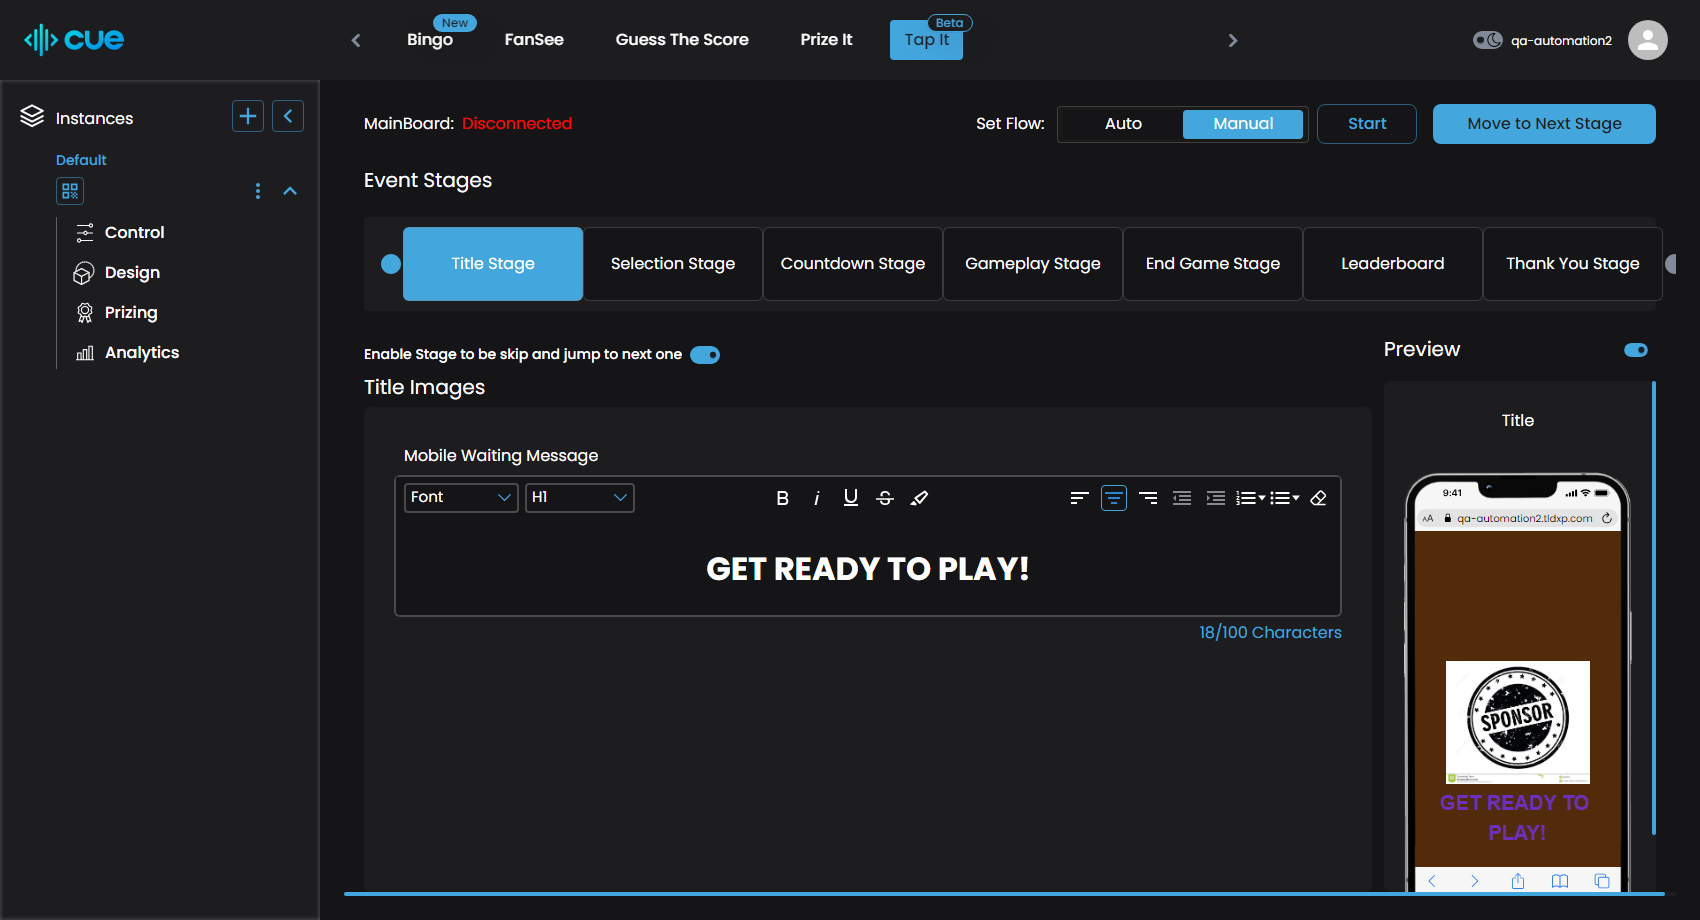 cue
Bingo
New
FanSee
Guess The Score
Prize It
Tap It
Beta
qa-automation2
Instances
Default
Control
Design
Prizing
Analytics
MainBoard: Disconnected
Set Flow:
Auto
Manual
Start
Move to Next Stage
Event Stages
Title Stage
Selection Stage
Countdown Stage
Gameplay Stage
End Game Stage
Leaderboard
Thank You Stage
Enable Stage to be skip and jump to next one
Title Images
Mobile Waiting Message
Font
H1
B
i
U
S
GET READY TO PLAY!
18/100 Characters
Preview
Title
9:41
AA
qa-automation2.tldxp.com
SPONSOR
GET READY TO
PLAY!